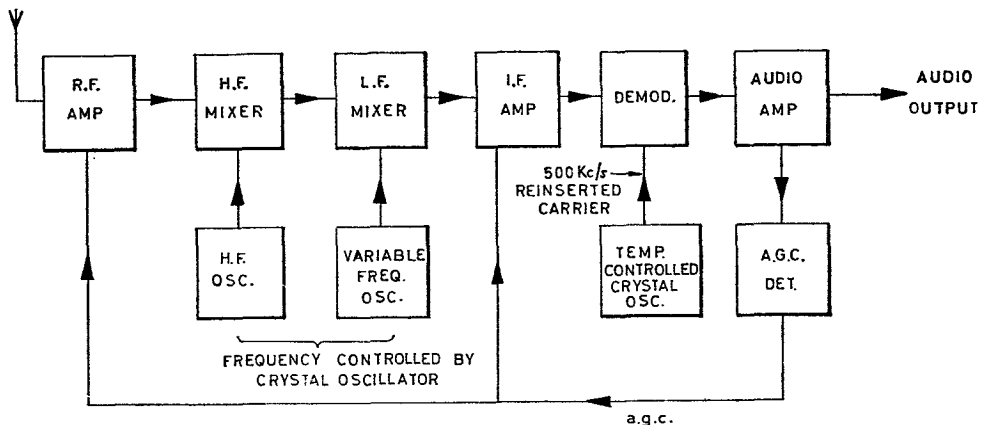 R.F.
AMP
H.F.
MIXER
L.F.
MIXER
I.F.
AMP
DEMOD.
AUDIO
AMP
AUDIO
OUTPUT
500 Kc/s
REINSERTED
CARRIER
H.F.
OSC.
VARIABLE
FREQ.
OSC.
TEMP.
CONTROLLED
CRYSTAL
OSC.
A.G.C.
DET.
FREQUENCY CONTROLLED BY
CRYSTAL OSCILLATOR
a.g.c.